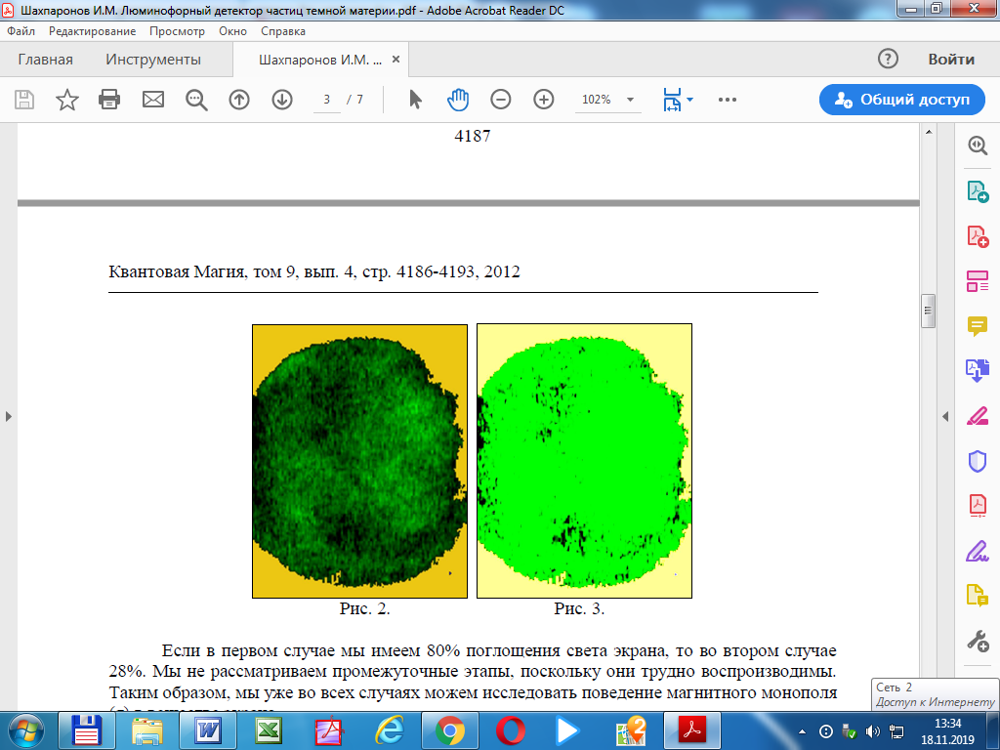 Шахпаронов И.М. Люминофорный детектор частиц темной материи.pdf - Adobe Acrobat Reader DC
Файл Редактирование Просмотр Окно Справка
Главная Инструменты Шахпаронов И.М. ... × ? Войти
3 / 7 102% Общий доступ
4187
Квантовая Магия, том 9, вып. 4, стр. 4186-4193, 2012
Рис. 2. Рис. 3.
Если в первом случае мы имеем 80% поглощения света экрана, то во втором случае
28%. Мы не рассматриваем промежуточные этапы, поскольку они трудно воспроизводимы.
Таким образом, мы уже во всех случаях можем исследовать поведение магнитного монополя
Сеть 2
Доступ к Интернету
13:34
18.11.2019